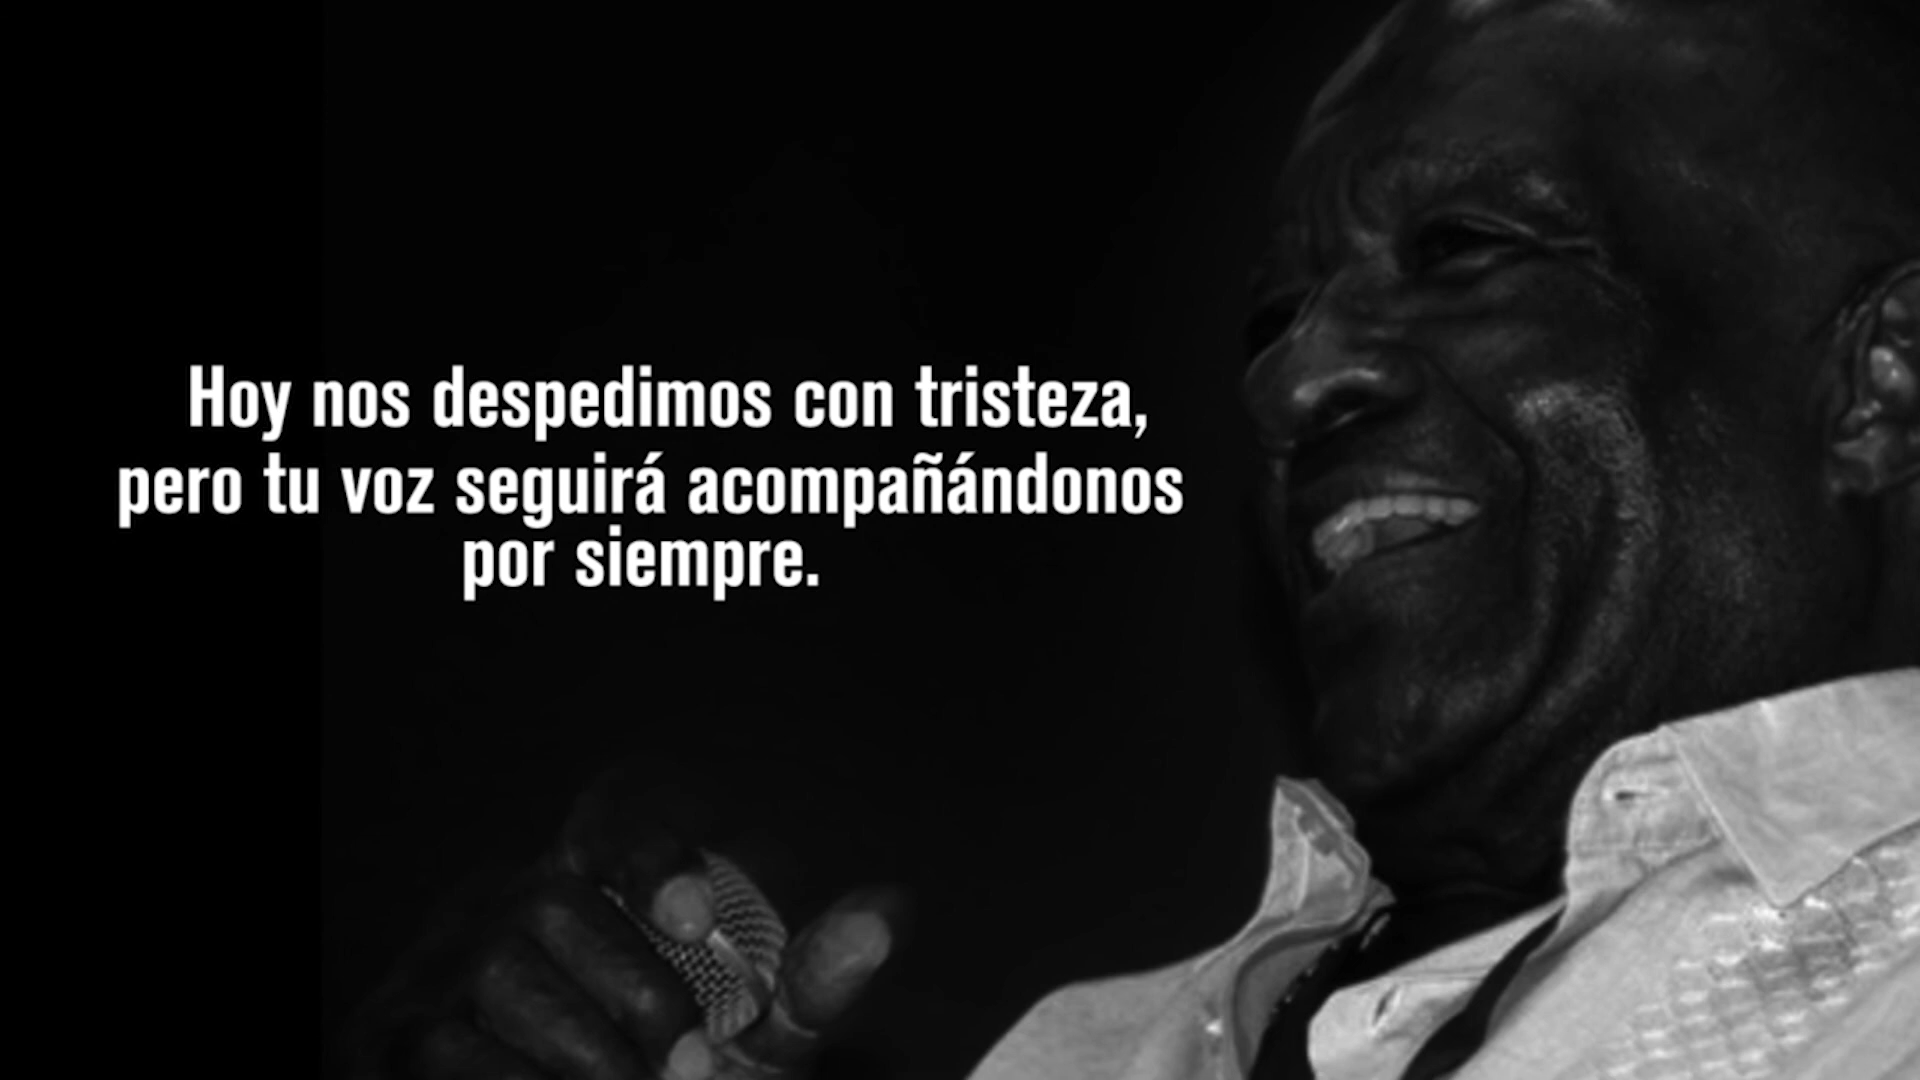 Hoy nos despedimos con tristeza,
pero tu voz seguirá acompañándonos
por siempre.